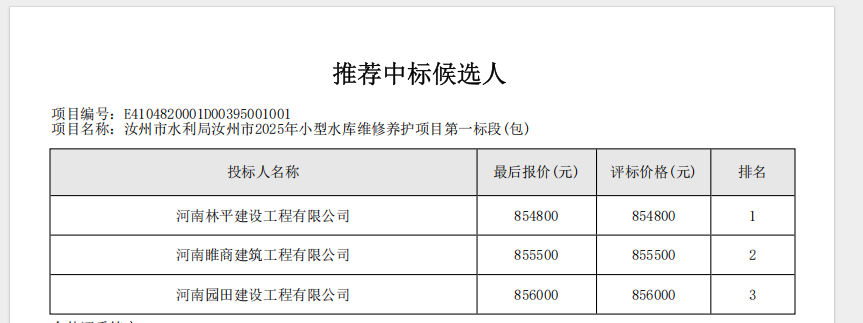 推荐中标候选人
项目编号：E4104820001D00395001001
项目名称：汝州市水利局汝州市2025年小型水库维修养护项目第一标段(包)
投标人名称 最后报价(元) 评标价格(元) 排名
河南林平建设工程有限公司 854800 854800 1
河南睢商建筑工程有限公司 855500 855500 2
河南园田建设工程有限公司 856000 856000 3